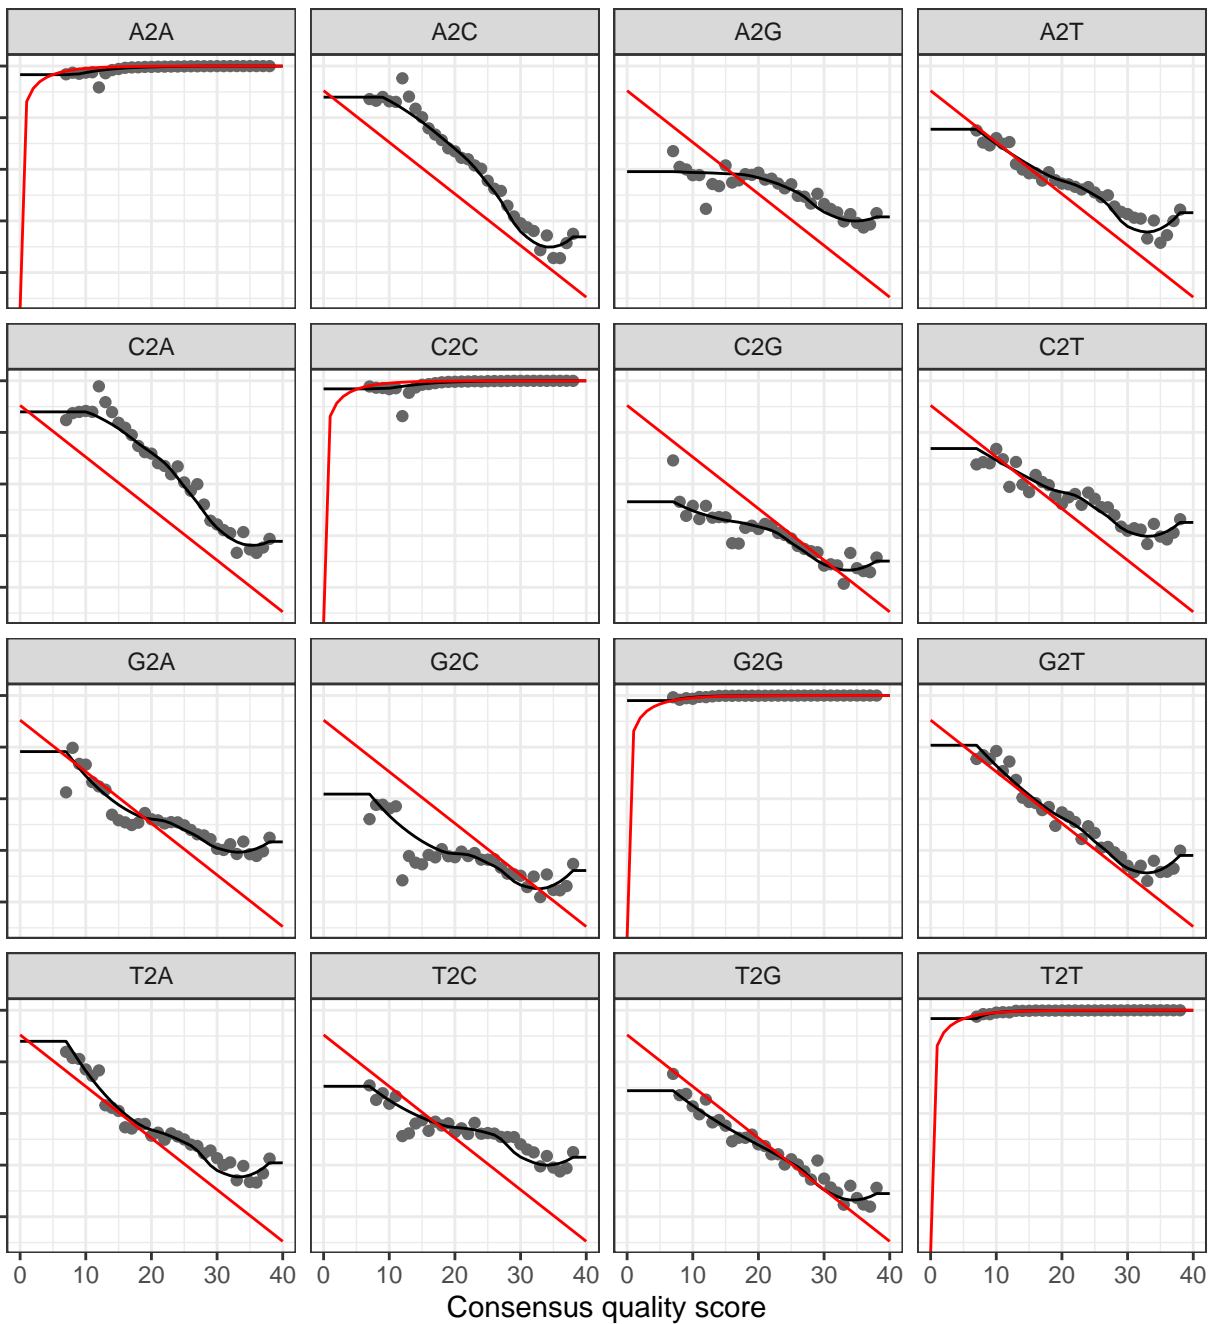 A2A A2C A2G A2T
C2A C2C C2G C2T
G2A G2C G2G G2T
T2A T2C T2G T2T
0 10 20 30 40 0 10 20 30 40 0 10 20 30 40 0 10 20 30 40
Consensus quality score